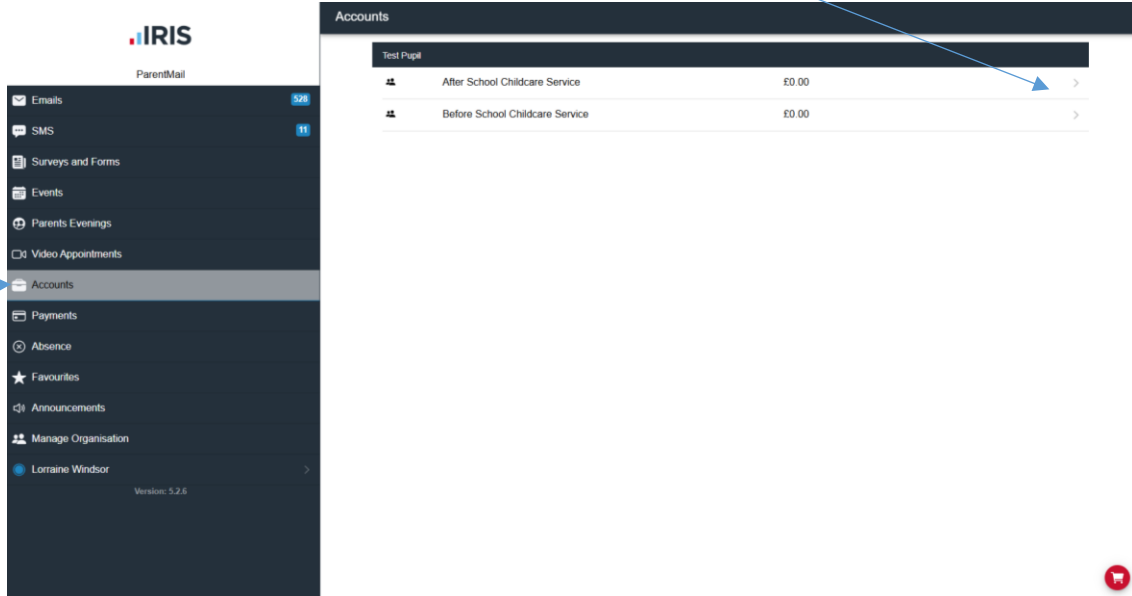 IRIS
ParentMail
Emails 528
SMS 11
Surveys and Forms
Events
Parents Evenings
Video Appointments
Accounts
Payments
Absence
Favourites
Announcements
Manage Organisation
Lorraine Windsor
Version: 5.2.6
Accounts
Test Pupil
After School Childcare Service £0.00
Before School Childcare Service £0.00